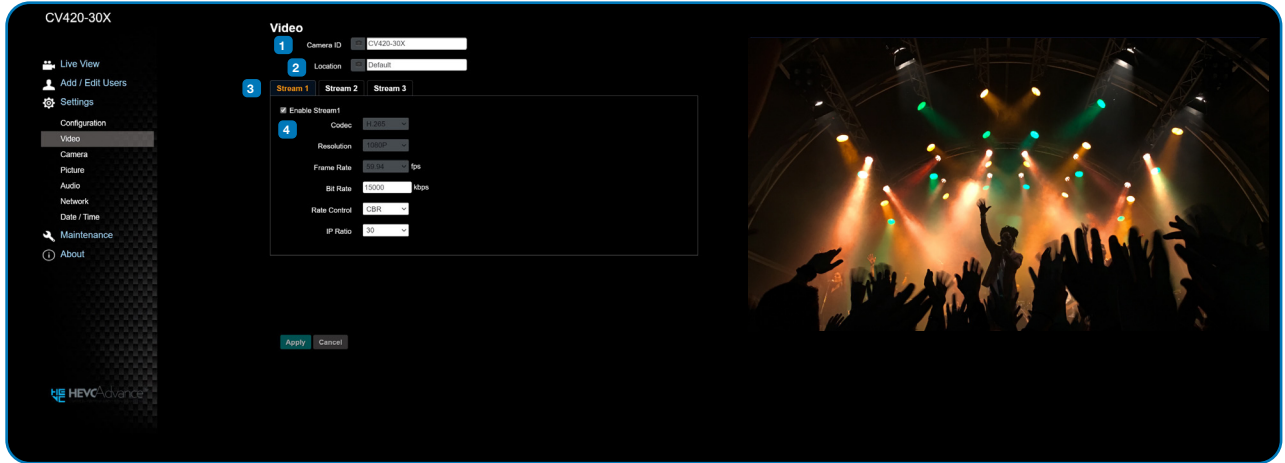 CV420-30X
Live View
Add / Edit Users
Settings
Configuration
Video
Camera
Picture
Audio
Network
Date / Time
Maintenance
About
HEVC Advance
Video
1 Camera ID CV420-30X
2 Location Default
3 Stream 1 Stream 2 Stream 3
Enable Stream1
4 Codec H.265
Resolution 1080P
Frame Rate 59.94 fps
Bit Rate 15000 kbps
Rate Control CBR
IP Ratio 30
Apply Cancel